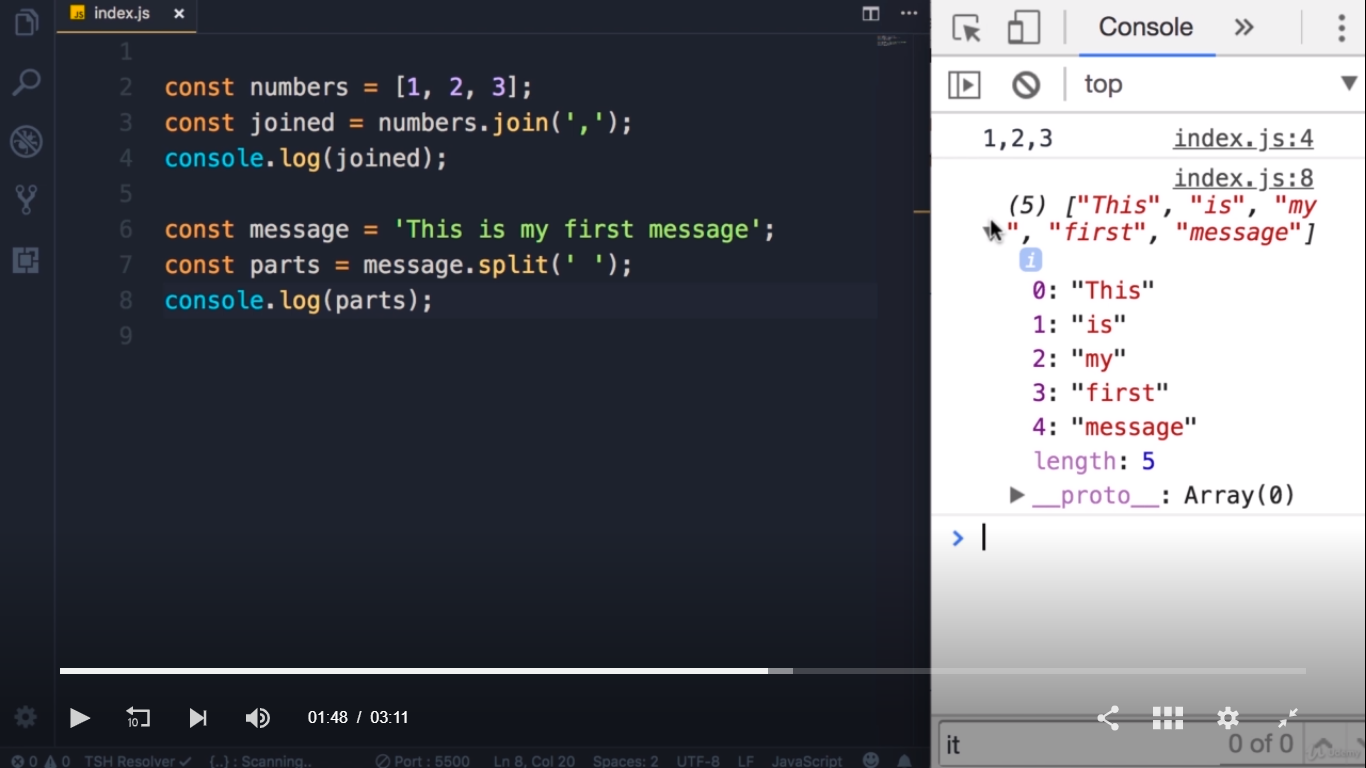 index.js
1
2 const numbers = [1, 2, 3];
3 const joined = numbers.join(',');
4 console.log(joined);
5
6 const message = 'This is my first message';
7 const parts = message.split(' ');
8 console.log(parts);
9
Console
top
1,2,3 index.js:4
index.js:8
(5) ["This", "is", "my
", "first", "message"]
i
0: "This"
1: "is"
2: "my"
3: "first"
4: "message"
length: 5
__proto__: Array(0)
10
01:48 / 03:11
it 0 of 0
0 0 TSH Resolver {..} : Scanning.. Port : 5500 Ln 8, Col 20 Spaces: 2 UTF-8 LF JavaScript